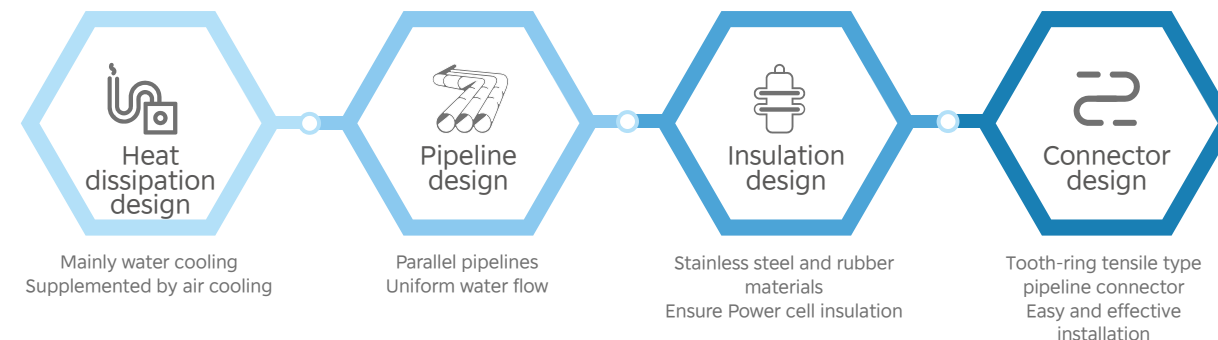 Heat
dissipation
design
Mainly water cooling
Supplemented by air cooling
Pipeline
design
Parallel pipelines
Uniform water flow
Insulation
design
Stainless steel and rubber
materials
Ensure Power cell insulation
Connector
design
Tooth-ring tensile type
pipeline connector
Easy and effective
installation